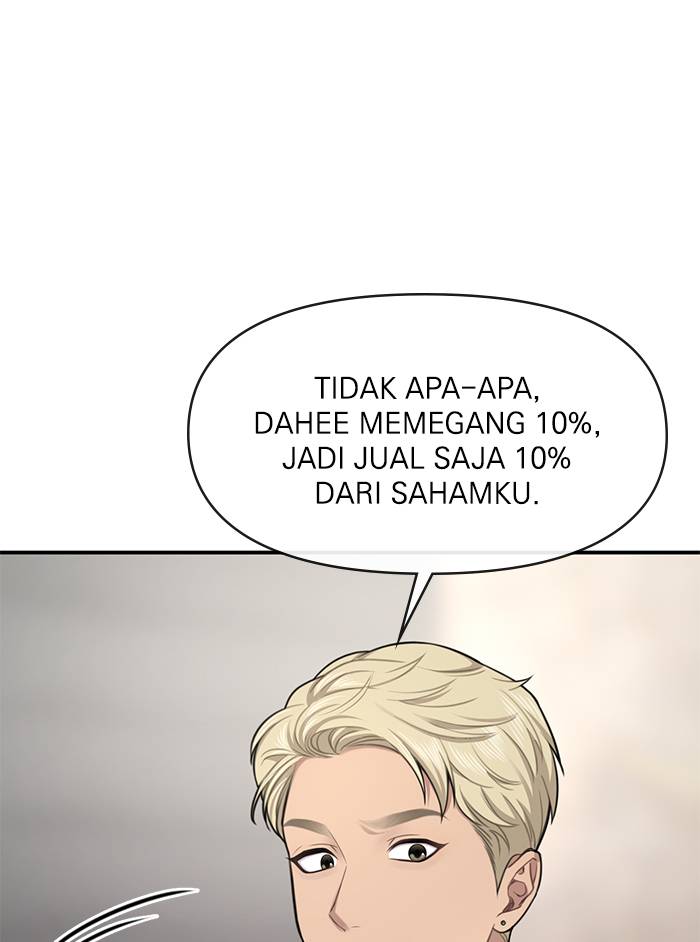 TIDAK APA-APA,
DAHEE MEMEGANG 10%,
JADI JUAL SAJA 10%
DARI SAHAMKU.